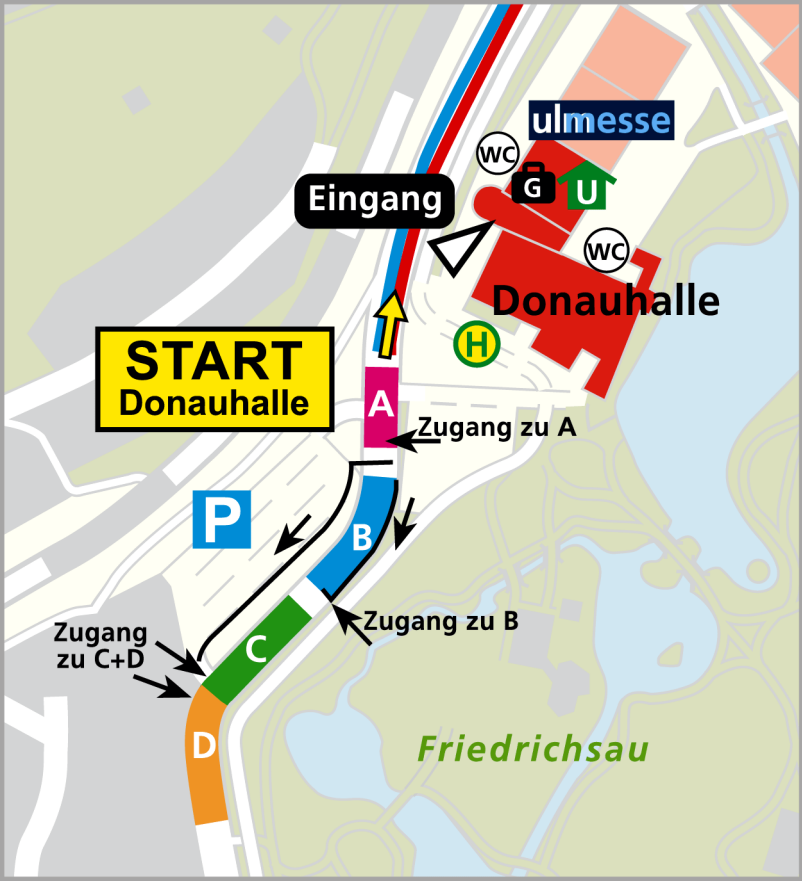 ulmesse
WC
Eingang
G
U
WC
Donauhalle
START
Donauhalle
H
A
Zugang zu A
P
B
Zugang zu B
Zugang
zu C+D
C
D
Friedrichsau